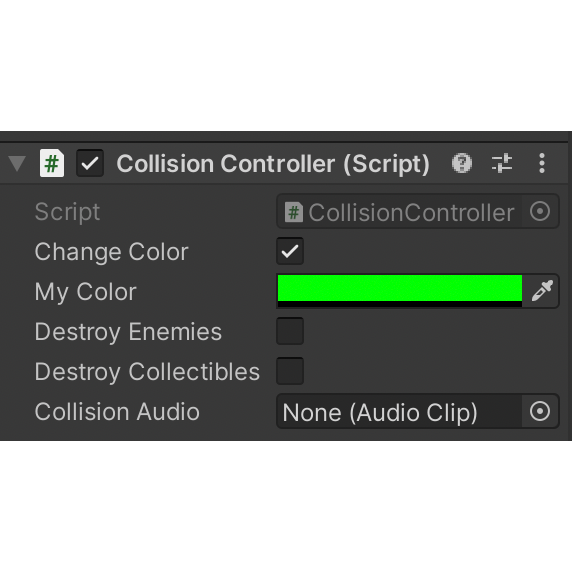 # Collision Controller (Script) ?
Script # CollisionController
Change Color
My Color
Destroy Enemies
Destroy Collectibles
Collision Audio None (Audio Clip)